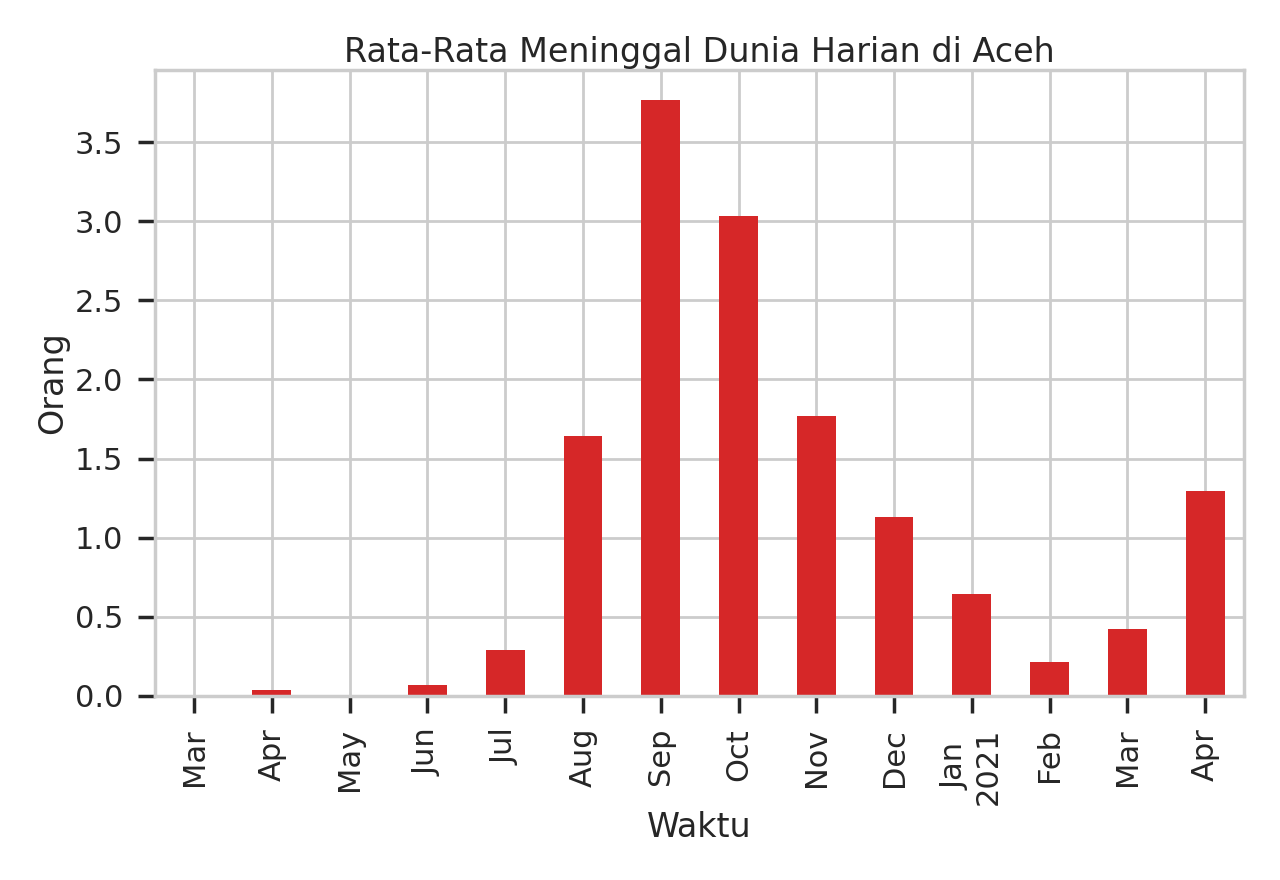 Rata-Rata Meninggal Dunia Harian di Aceh
Orang
3.5
3.0
2.5
2.0
1.5
1.0
0.5
0.0
Mar
Apr
May
Jun
Jul
Aug
Sep
Oct
Nov
Dec
Jan
2021
Feb
Mar
Apr
Waktu